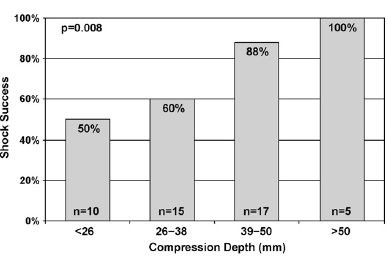 100%
p=0.008
100%
88%
80%
60%
60%
50%
40%
20%
n=10
n=15
n=17
n=5
0%
<26
26–38
39–50
>50
Compression Depth (mm)
Shock Success